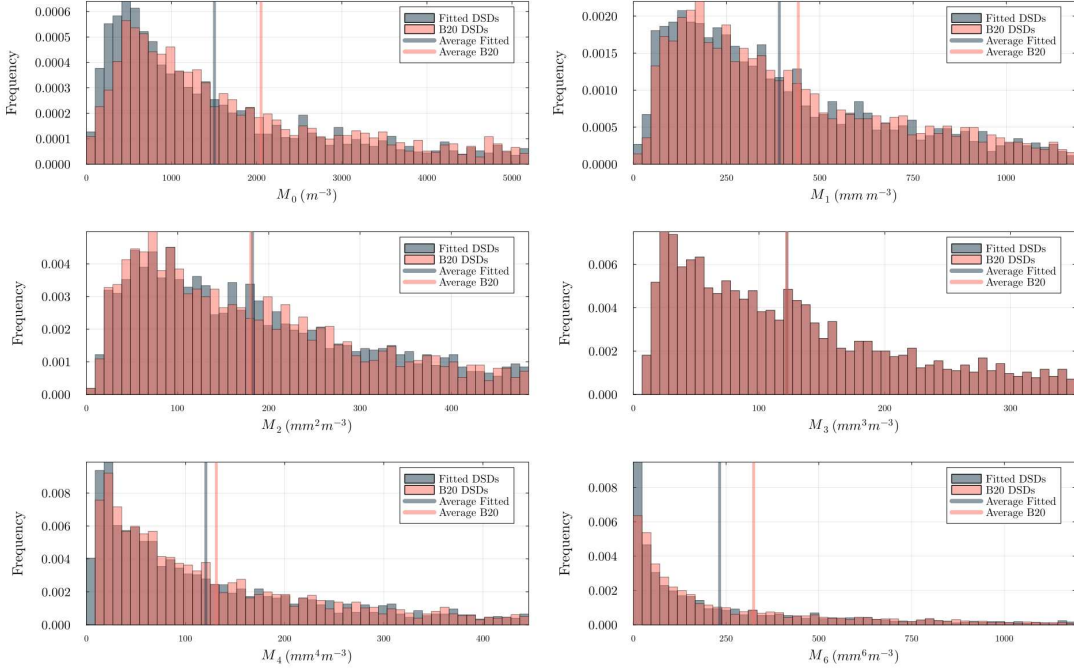 0.0006
0.0005
0.0004
0.0003
0.0002
0.0001
0.0000
Frequency
0
1000
2000
3000
4000
5000
M₀ (m⁻³)
Fitted DSDs
B20 DSDs
Average Fitted
Average B20
0.0020
0.0015
0.0010
0.0005
0.0000
Frequency
0
250
500
750
1000
M₁ (mm m⁻³)
Fitted DSDs
B20 DSDs
Average Fitted
Average B20
0.004
0.003
0.002
0.001
0.000
Frequency
0
100
200
300
400
M₂ (mm²m⁻³)
Fitted DSDs
B20 DSDs
Average Fitted
Average B20
0.006
0.004
0.002
0.000
Frequency
0
100
200
300
M₃ (mm³m⁻³)
Fitted DSDs
B20 DSDs
Average Fitted
Average B20
0.008
0.006
0.004
0.002
0.000
Frequency
0
100
200
300
400
M₄ (mm⁴m⁻³)
Fitted DSDs
B20 DSDs
Average Fitted
Average B20
0.008
0.006
0.004
0.002
0.000
Frequency
0
250
500
750
1000
M₆ (mm⁶m⁻³)
Fitted DSDs
B20 DSDs
Average Fitted
Average B20